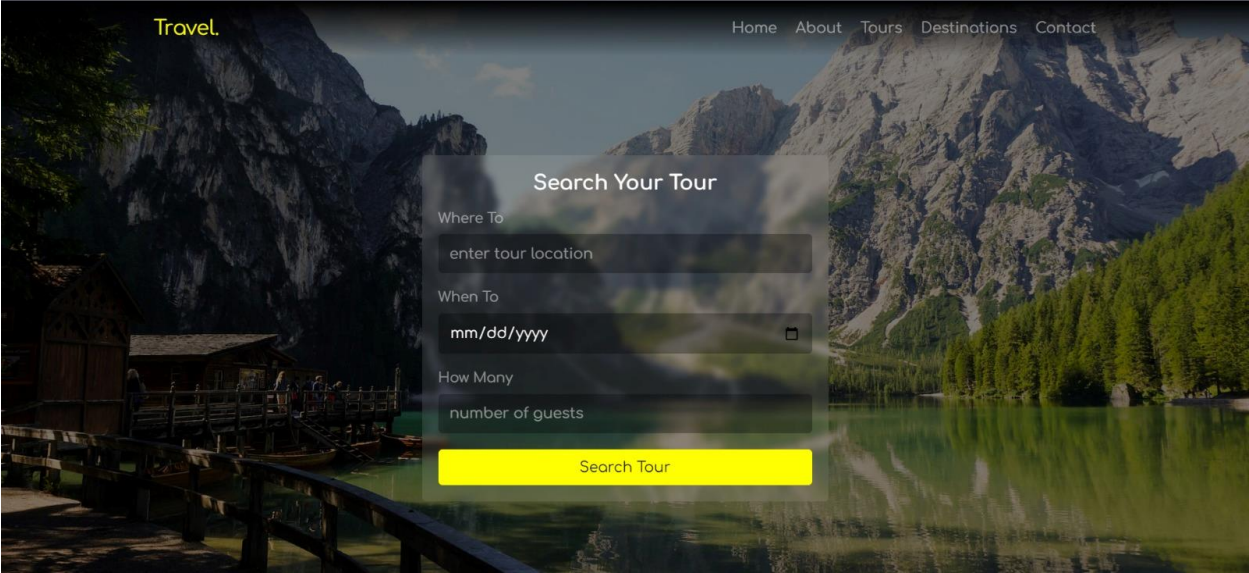 Travel.
Home About Tours Destinations Contact
Search Your Tour
Where To
enter tour location
When To
mm/dd/yyyy
How Many
number of guests
Search Tour